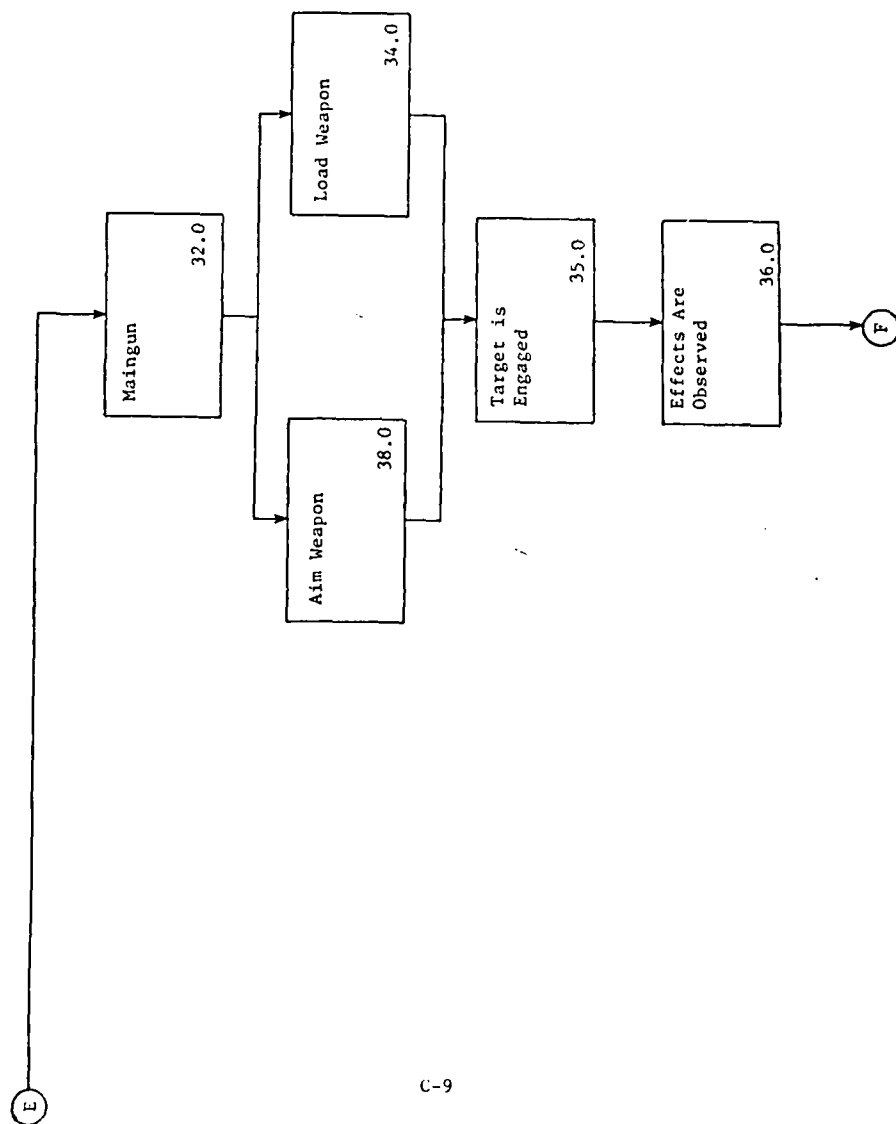 E
Maingun
32.0
Aim Weapon
38.0
Load Weapon
34.0
Target is
Engaged
35.0
Effects Are
Observed
36.0
F
C-9